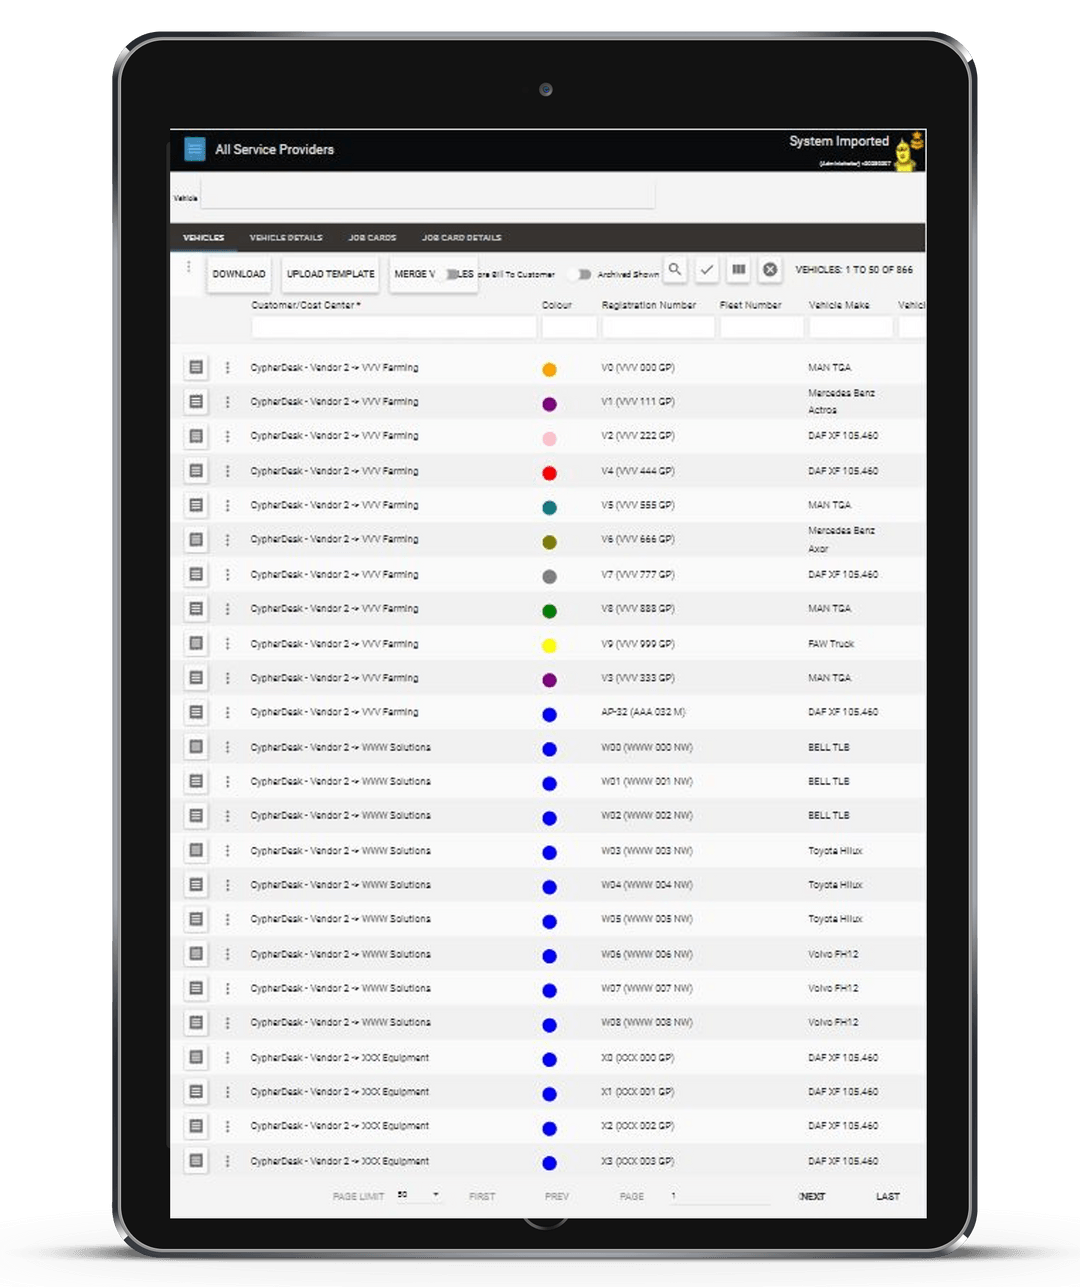 All Service Providers
System Imported
Vehicle
VEHICLES VEHICLE DETAILS JOB CARDS JOB CARD DETAILS
DOWNLOAD UPLOAD TEMPLATE MERGE V LES ore Bill To Customer Archived Shown VEHICLES: 1 TO 50 OF 866
Customer/Cost Center * Colour Registration Number Fleet Number Vehicle Make Vehicl
CypherDesk - Vendor 2 -> VVV Farming V0 (VVV 000 GP) MAN TGA
CypherDesk - Vendor 2 -> VVV Farming V1 (VVV 111 GP) Mercedes Benz
Actros
CypherDesk - Vendor 2 -> VVV Farming V2 (VVV 222 GP) DAF XF 105.460
CypherDesk - Vendor 2 -> VVV Farming V4 (VVV 444 GP) DAF XF 105.460
CypherDesk - Vendor 2 -> VVV Farming V5 (VVV 555 GP) MAN TGA
CypherDesk - Vendor 2 -> VVV Farming V6 (VVV 666 GP) Mercedes Benz
Axor
CypherDesk - Vendor 2 -> VVV Farming V7 (VVV 777 GP) DAF XF 105.460
CypherDesk - Vendor 2 -> VVV Farming V8 (VVV 888 GP) MAN TGA
CypherDesk - Vendor 2 -> VVV Farming V9 (VVV 999 GP) FAW Truck
CypherDesk - Vendor 2 -> VVV Farming V3 (VVV 333 GP) MAN TGA
CypherDesk - Vendor 2 -> VVV Farming AP-32 (AAA 032 M) DAF XF 105.460
CypherDesk - Vendor 2 -> WWW Solutions W00 (WWW 000 NW) BELL TLB
CypherDesk - Vendor 2 -> WWW Solutions W01 (WWW 001 NW) BELL TLB
CypherDesk - Vendor 2 -> WWW Solutions W02 (WWW 002 NW) BELL TLB
CypherDesk - Vendor 2 -> WWW Solutions W03 (WWW 003 NW) Toyota Hilux
CypherDesk - Vendor 2 -> WWW Solutions W04 (WWW 004 NW) Toyota Hilux
CypherDesk - Vendor 2 -> WWW Solutions W05 (WWW 005 NW) Toyota Hilux
CypherDesk - Vendor 2 -> WWW Solutions W06 (WWW 006 NW) Volvo FH12
CypherDesk - Vendor 2 -> WWW Solutions W07 (WWW 007 NW) Volvo FH12
CypherDesk - Vendor 2 -> WWW Solutions W08 (WWW 008 NW) Volvo FH12
CypherDesk - Vendor 2 -> XXX Equipment X0 (XXX 000 GP) DAF XF 105.460
CypherDesk - Vendor 2 -> XXX Equipment X1 (XXX 001 GP) DAF XF 105.460
CypherDesk - Vendor 2 -> XXX Equipment X2 (XXX 002 GP) DAF XF 105.460
CypherDesk - Vendor 2 -> XXX Equipment X3 (XXX 003 GP) DAF XF 105.460
PAGE LIMIT 50 FIRST PREV PAGE 1 NEXT LAST